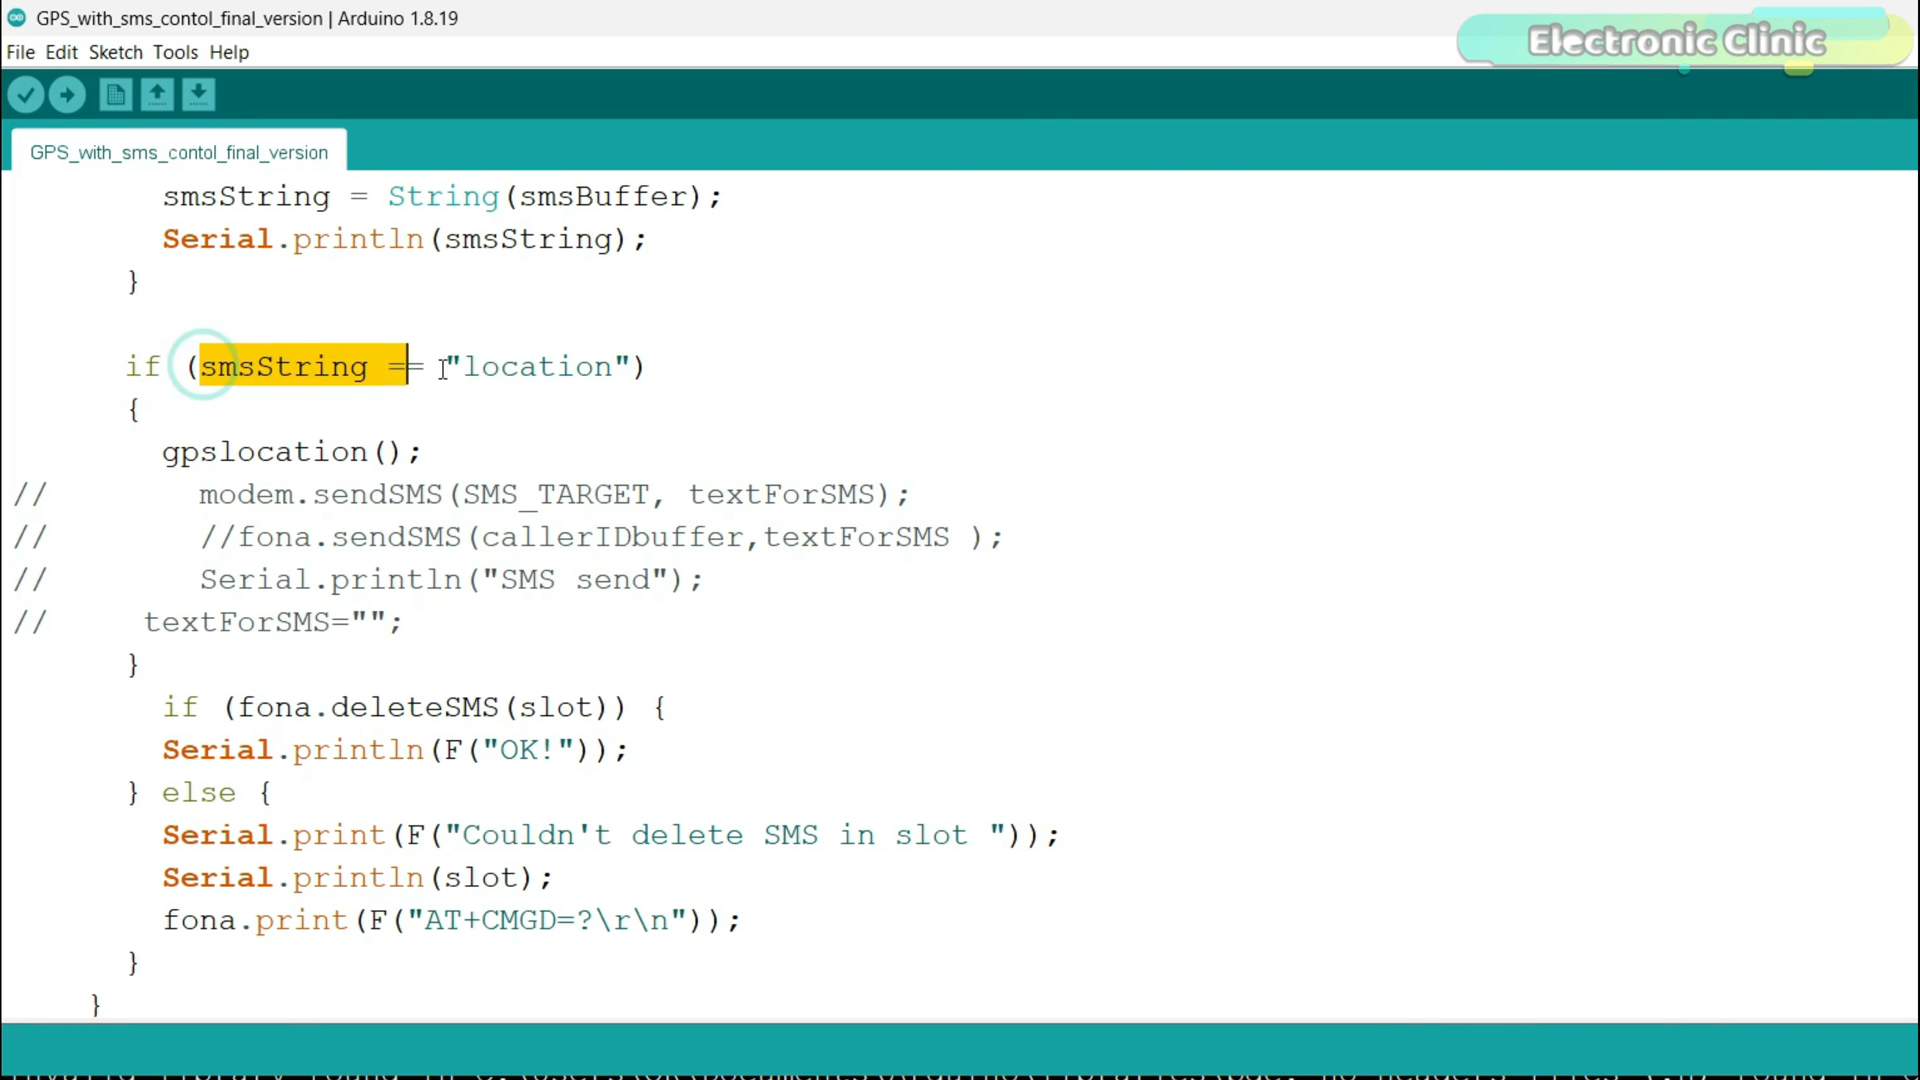 GPS_with_sms_contol_final_version | Arduino 1.8.19
Electronic Clinic
File Edit Sketch Tools Help
GPS_with_sms_contol_final_version
smsString = String(smsBuffer);
Serial.println(smsString);
}
if (smsString == "location")
{
gpslocation();
// modem.sendSMS(SMS_TARGET, textForSMS);
// //fona.sendSMS(callerIDbuffer,textForSMS );
// Serial.println("SMS send");
// textForSMS="";
}
if (fona.deleteSMS(slot)) {
Serial.println(F("OK!"));
} else {
Serial.print(F("Couldn't delete SMS in slot "));
Serial.println(slot);
fona.print(F("AT+CMGD=?\r\n"));
}
}